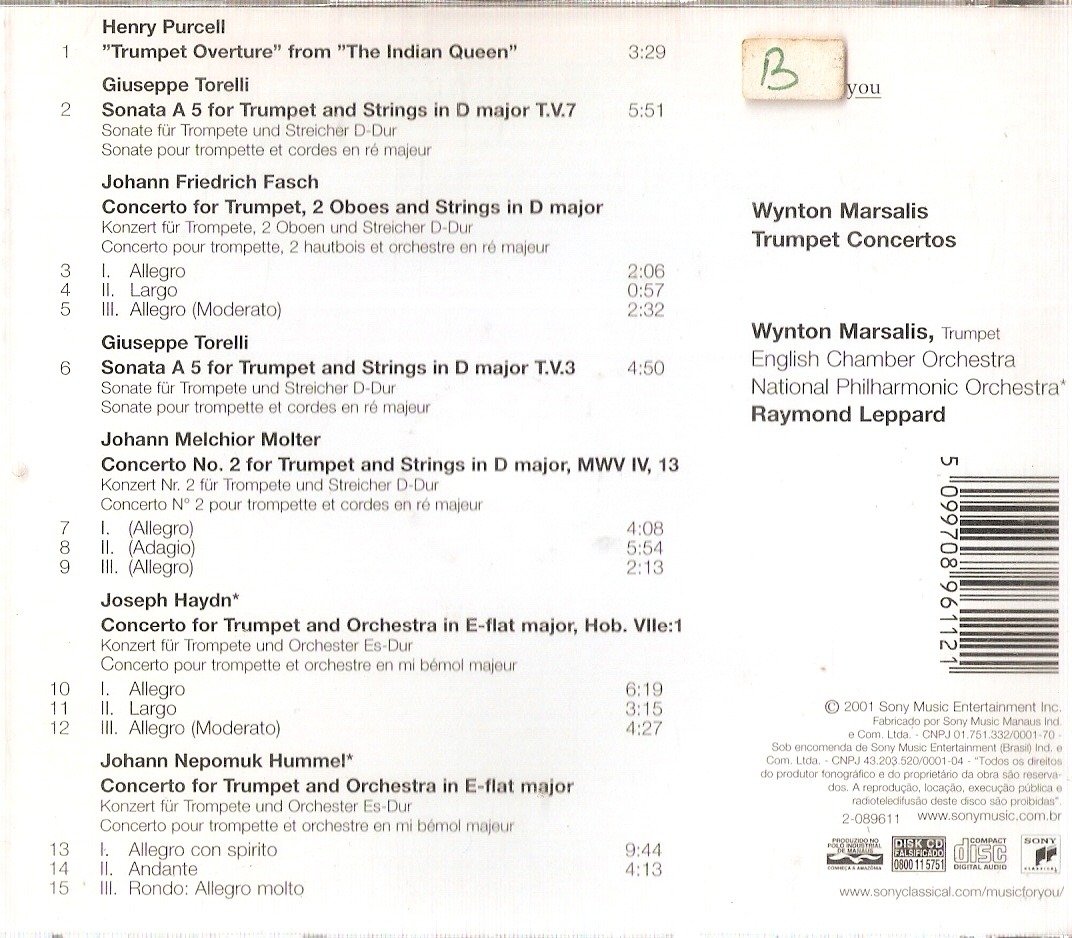 Henry Purcell
1 "Trumpet Overture" from "The Indian Queen" 3:29
Giuseppe Torelli
2 Sonata A 5 for Trumpet and Strings in D major T.V.7 5:51
Sonate für Trompete und Streicher D-Dur
Sonate pour trompette et cordes en ré majeur
Johann Friedrich Fasch
Concerto for Trumpet, 2 Oboes and Strings in D major
Konzert für Trompete, 2 Oboen und Streicher D-Dur
Concerto pour trompette, 2 hautbois et orchestre en ré majeur
3 I. Allegro 2:06
4 II. Largo 0:57
5 III. Allegro (Moderato) 2:32
Giuseppe Torelli
6 Sonata A 5 for Trumpet and Strings in D major T.V.3 4:50
Sonate für Trompete und Streicher D-Dur
Sonate pour trompette et cordes en ré majeur
Johann Melchior Molter
Concerto No. 2 for Trumpet and Strings in D major, MWV IV, 13
Konzert Nr. 2 für Trompete und Streicher D-Dur
Concerto N° 2 pour trompette et cordes en ré majeur
7 I. (Allegro) 4:08
8 II. (Adagio) 5:54
9 III. (Allegro) 2:13
Joseph Haydn*
Concerto for Trumpet and Orchestra in E-flat major, Hob. VIIe:1
Konzert für Trompete und Orchester Es-Dur
Concerto pour trompette et orchestre en mi bémol majeur
10 I. Allegro 6:19
11 II. Largo 3:15
12 III. Allegro (Moderato) 4:27
Johann Nepomuk Hummel*
Concerto for Trumpet and Orchestra in E-flat major
Konzert für Trompete und Orchester Es-Dur
Concerto pour trompette et orchestre en mi bémol majeur
13 I. Allegro con spirito 9:44
14 II. Andante 4:13
15 III. Rondo: Allegro molto
B
you
Wynton Marsalis
Trumpet Concertos
Wynton Marsalis, Trumpet
English Chamber Orchestra
National Philharmonic Orchestra*
Raymond Leppard
5 099708 961121
© 2001 Sony Music Entertainment Inc.
Fabricado por Sony Music Manaus Ind.
e Com. Ltda. - CNPJ 01.751.332/0001-70 -
Sob encomenda de Sony Music Entertainment (Brasil) Ind. e
Com. Ltda. - CNPJ 43.203.520/0001-04 - "Todos os direitos
do produtor fonográfico e do proprietário da obra são reserva-
dos. A reprodução, locação, execução pública e
radioteledifusão deste disco são proibidas".
2-089611 www.sonymusic.com.br
PRODUZIDO NO
POLO INDUSTRIAL
DE MANAUS
CONHEÇA A AMAZÔNIA
DISK CD
FALSIFICADO
0800 11 5751
COMPACT
disc
DIGITAL AUDIO
SONY
CLASSICAL
www.sonyclassical.com/musicforyou/